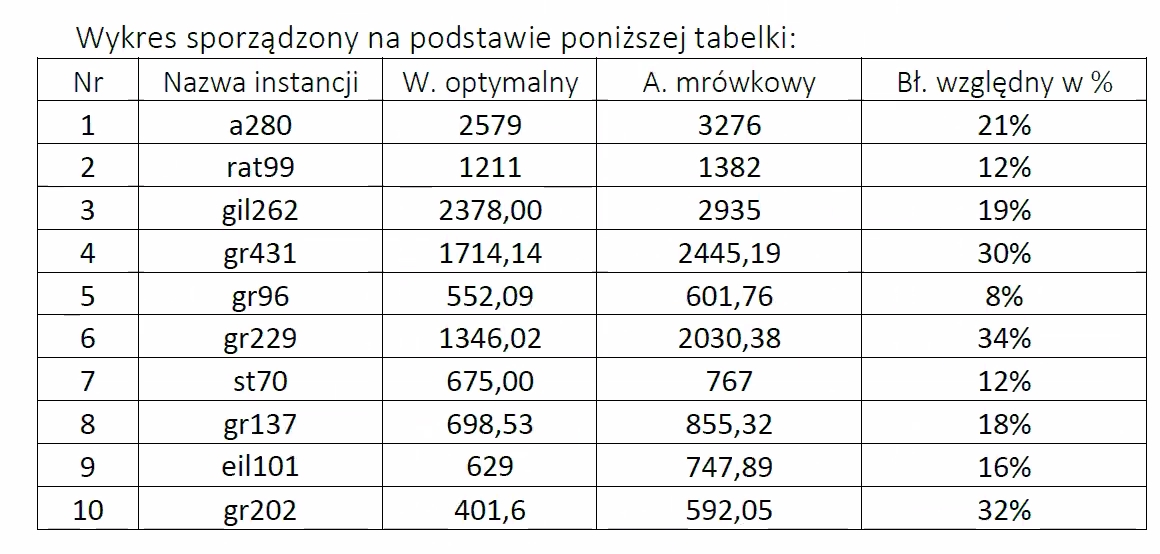 Wykres sporządzony na podstawie poniższej tabelki:
Nr Nazwa instancji W. optymalny A. mrówkowy Bł. względny w %
1 a280 2579 3276 21%
2 rat99 1211 1382 12%
3 gil262 2378,00 2935 19%
4 gr431 1714,14 2445,19 30%
5 gr96 552,09 601,76 8%
6 gr229 1346,02 2030,38 34%
7 st70 675,00 767 12%
8 gr137 698,53 855,32 18%
9 eil101 629 747,89 16%
10 gr202 401,6 592,05 32%